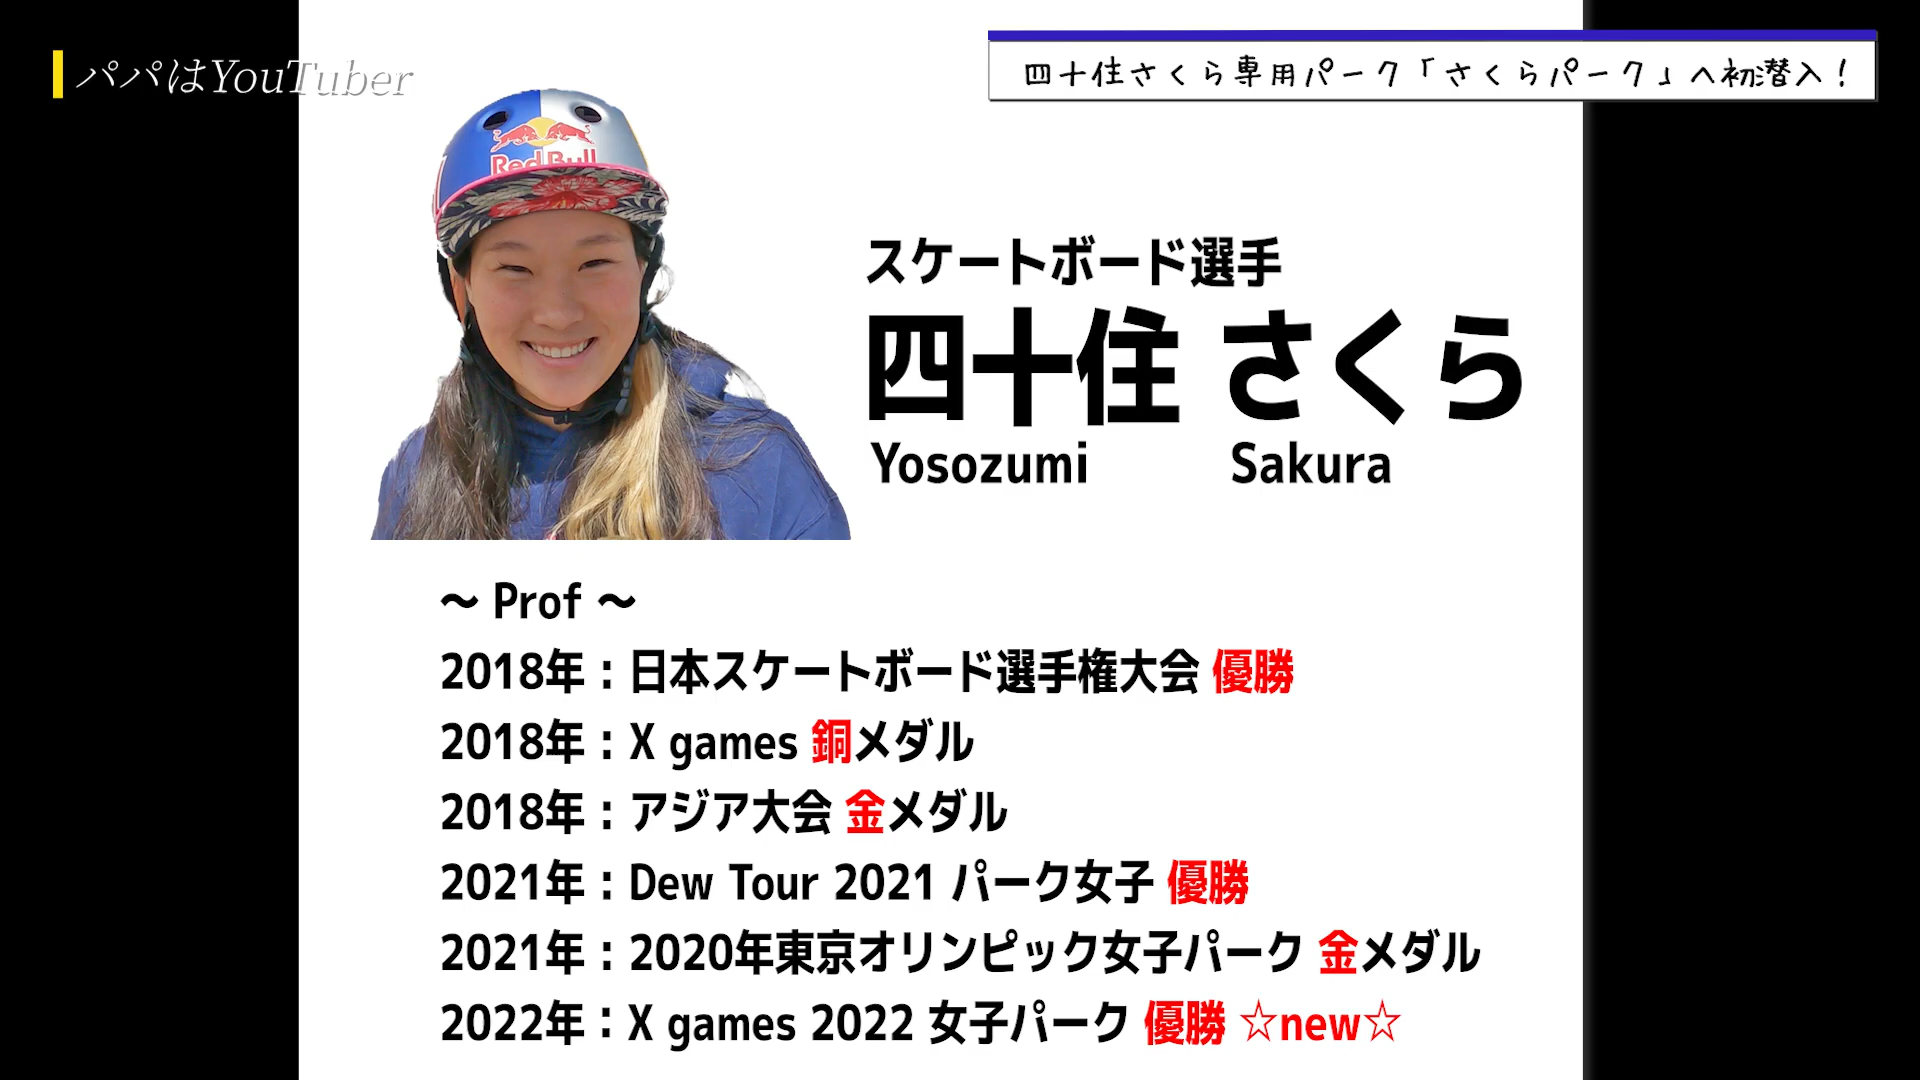 パパはYouTuber
四十住さくら専用パーク「さくらパーク」へ初潜入!
Red Bull
スケートボード選手
四十住 さくら
Yosozumi Sakura
〜 Prof 〜
2018年：日本スケートボード選手権大会 優勝
2018年：X games 銅メダル
2018年：アジア大会 金メダル
2021年：Dew Tour 2021 パーク女子 優勝
2021年：2020年東京オリンピック女子パーク 金メダル
2022年：X games 2022 女子パーク 優勝 ☆new☆